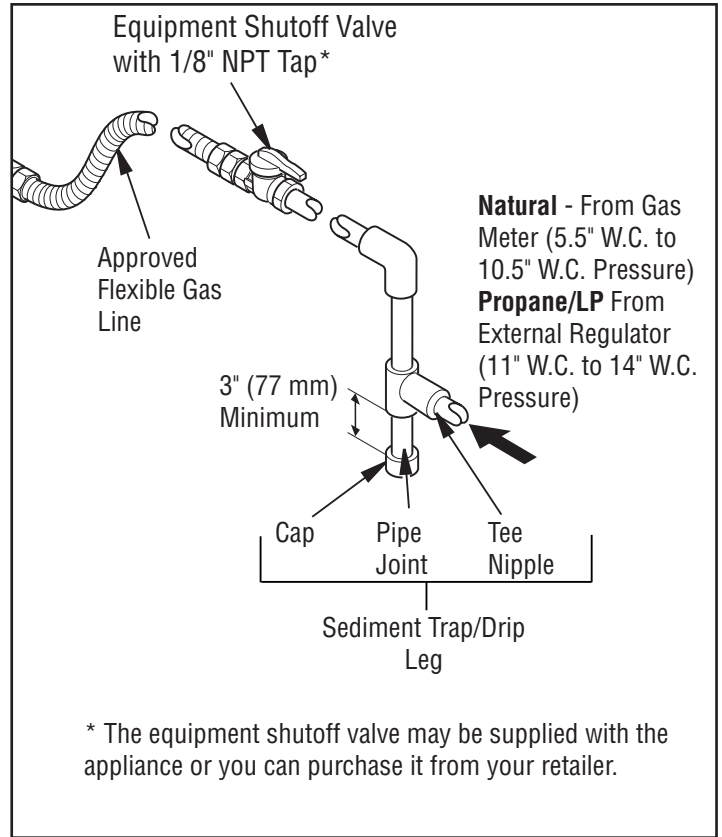 Equipment Shutoff Valve
with 1/8" NPT Tap*
Approved
Flexible Gas
Line
Natural - From Gas
Meter (5.5" W.C. to
10.5" W.C. Pressure)
Propane/LP From
External Regulator
(11" W.C. to 14" W.C.
Pressure)
3" (77 mm)
Minimum
Cap
Pipe
Joint
Tee
Nipple
Sediment Trap/Drip
Leg
* The equipment shutoff valve may be supplied with the
appliance or you can purchase it from your retailer.